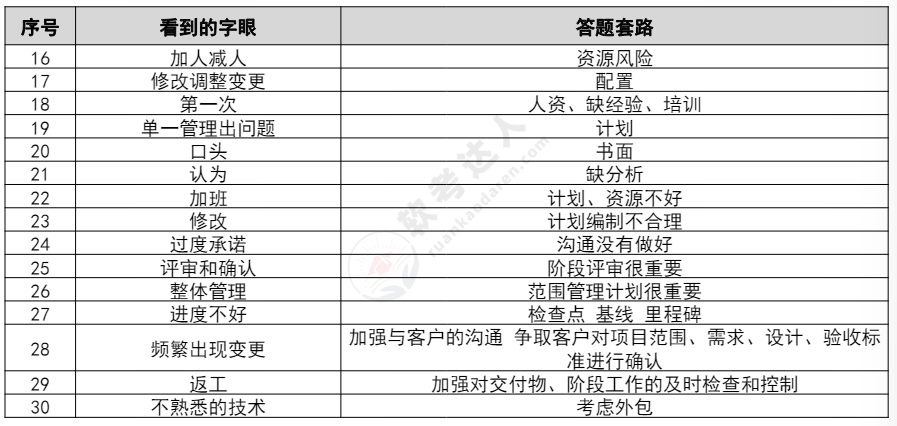 序号 看到的字眼 答题套路
16 加人减人 资源风险
17 修改调整变更 配置
18 第一次 人资、缺经验、培训
19 单一管理出问题 计划
20 口头 书面
21 认为 缺分析
22 加班 计划、资源不好
23 修改 计划编制不合理
24 过度承诺 沟通没有做好
25 评审和确认 阶段评审很重要
26 整体管理 范围管理计划很重要
27 进度不好 检查点 基线 里程碑
28 频繁出现变更 加强与客户的沟通 争取客户对项目范围、需求、设计、验收标
准进行确认
29 返工 加强对交付物、阶段工作的及时检查和控制
30 不熟悉的技术 考虑外包
软考达人
ruankaodaren.com